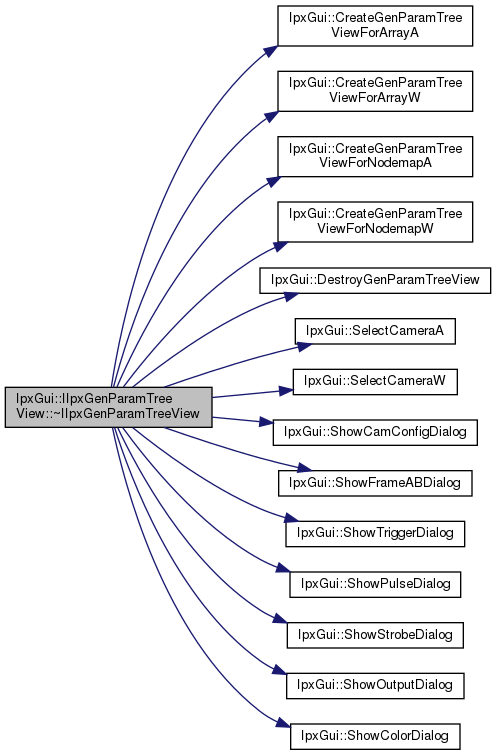 IpxGui::CreateGenParamTree
ViewForArrayA
IpxGui::CreateGenParamTree
ViewForArrayW
IpxGui::CreateGenParamTree
ViewForNodemapA
IpxGui::CreateGenParamTree
ViewForNodemapW
IpxGui::DestroyGenParamTreeView
IpxGui::SelectCameraA
IpxGui::SelectCameraW
IpxGui::IIpxGenParamTree
View::~IIpxGenParamTreeView
IpxGui::ShowCamConfigDialog
IpxGui::ShowFrameABDialog
IpxGui::ShowTriggerDialog
IpxGui::ShowPulseDialog
IpxGui::ShowStrobeDialog
IpxGui::ShowOutputDialog
IpxGui::ShowColorDialog